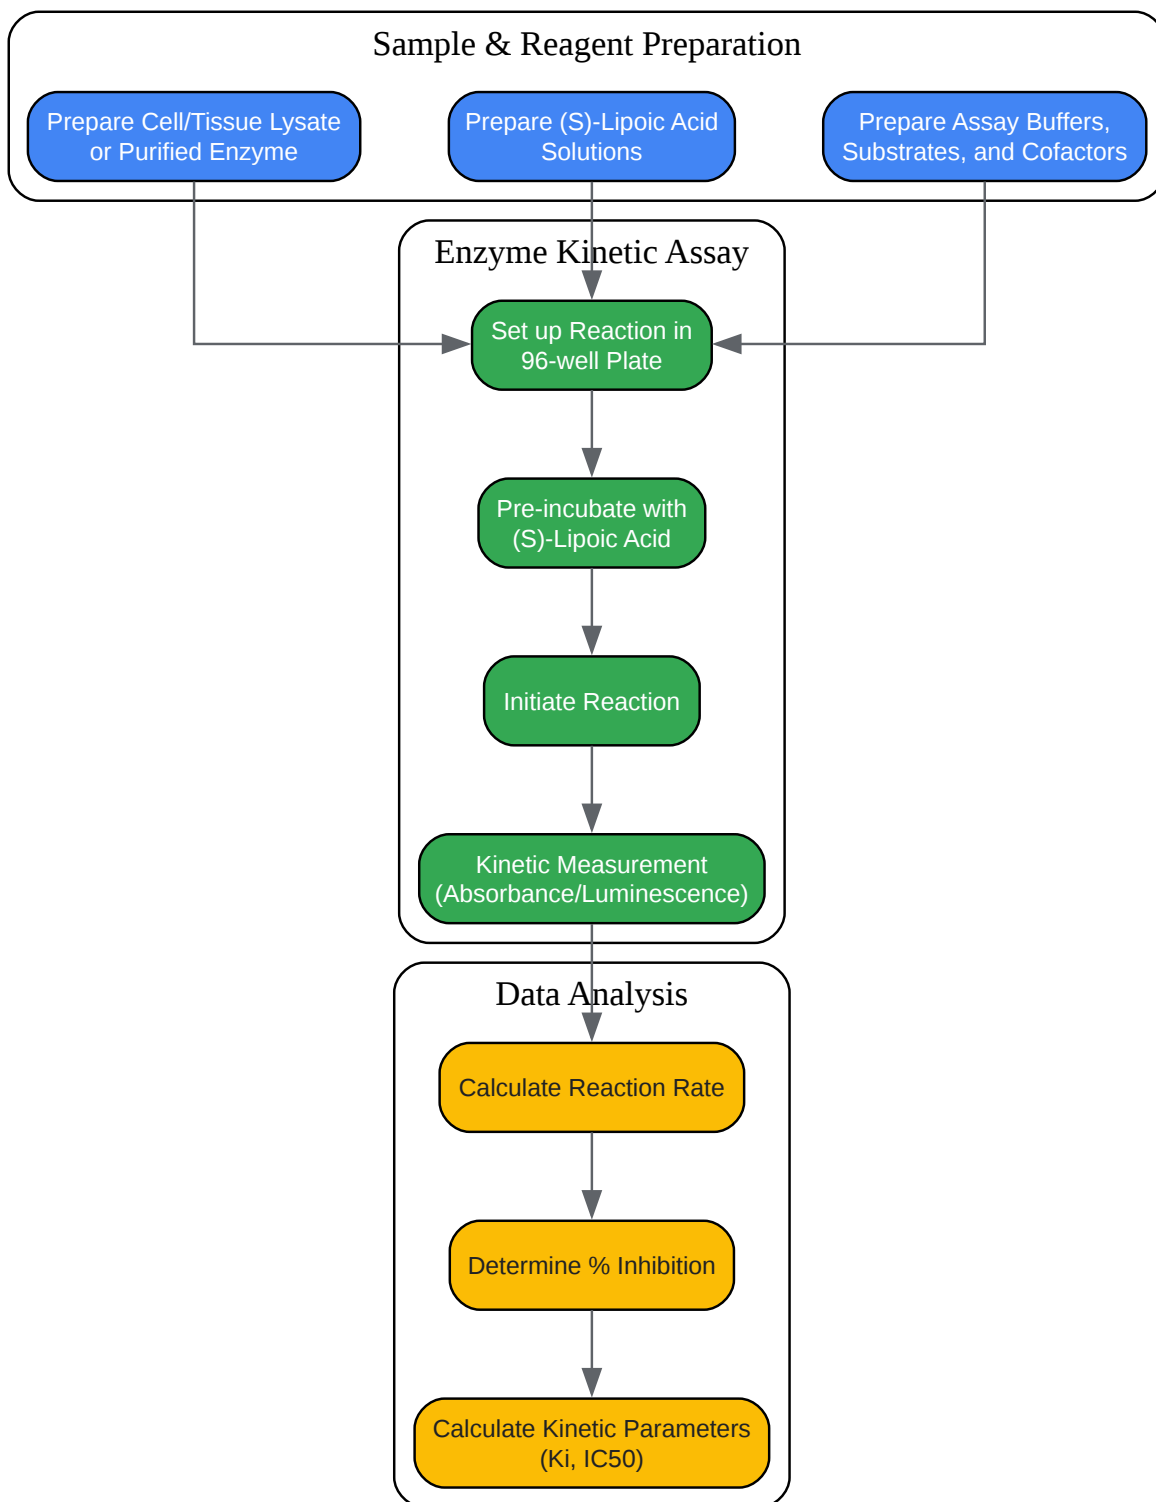 Sample & Reagent Preparation
Prepare Cell/Tissue Lysate
or Purified Enzyme
Prepare (S)-Lipoic Acid
Solutions
Prepare Assay Buffers,
Substrates, and Cofactors
Enzyme Kinetic Assay
Set up Reaction in
96-well Plate
Pre-incubate with
(S)-Lipoic Acid
Initiate Reaction
Kinetic Measurement
(Absorbance/Luminescence)
Data Analysis
Calculate Reaction Rate
Determine % Inhibition
Calculate Kinetic Parameters
(Ki, IC50)